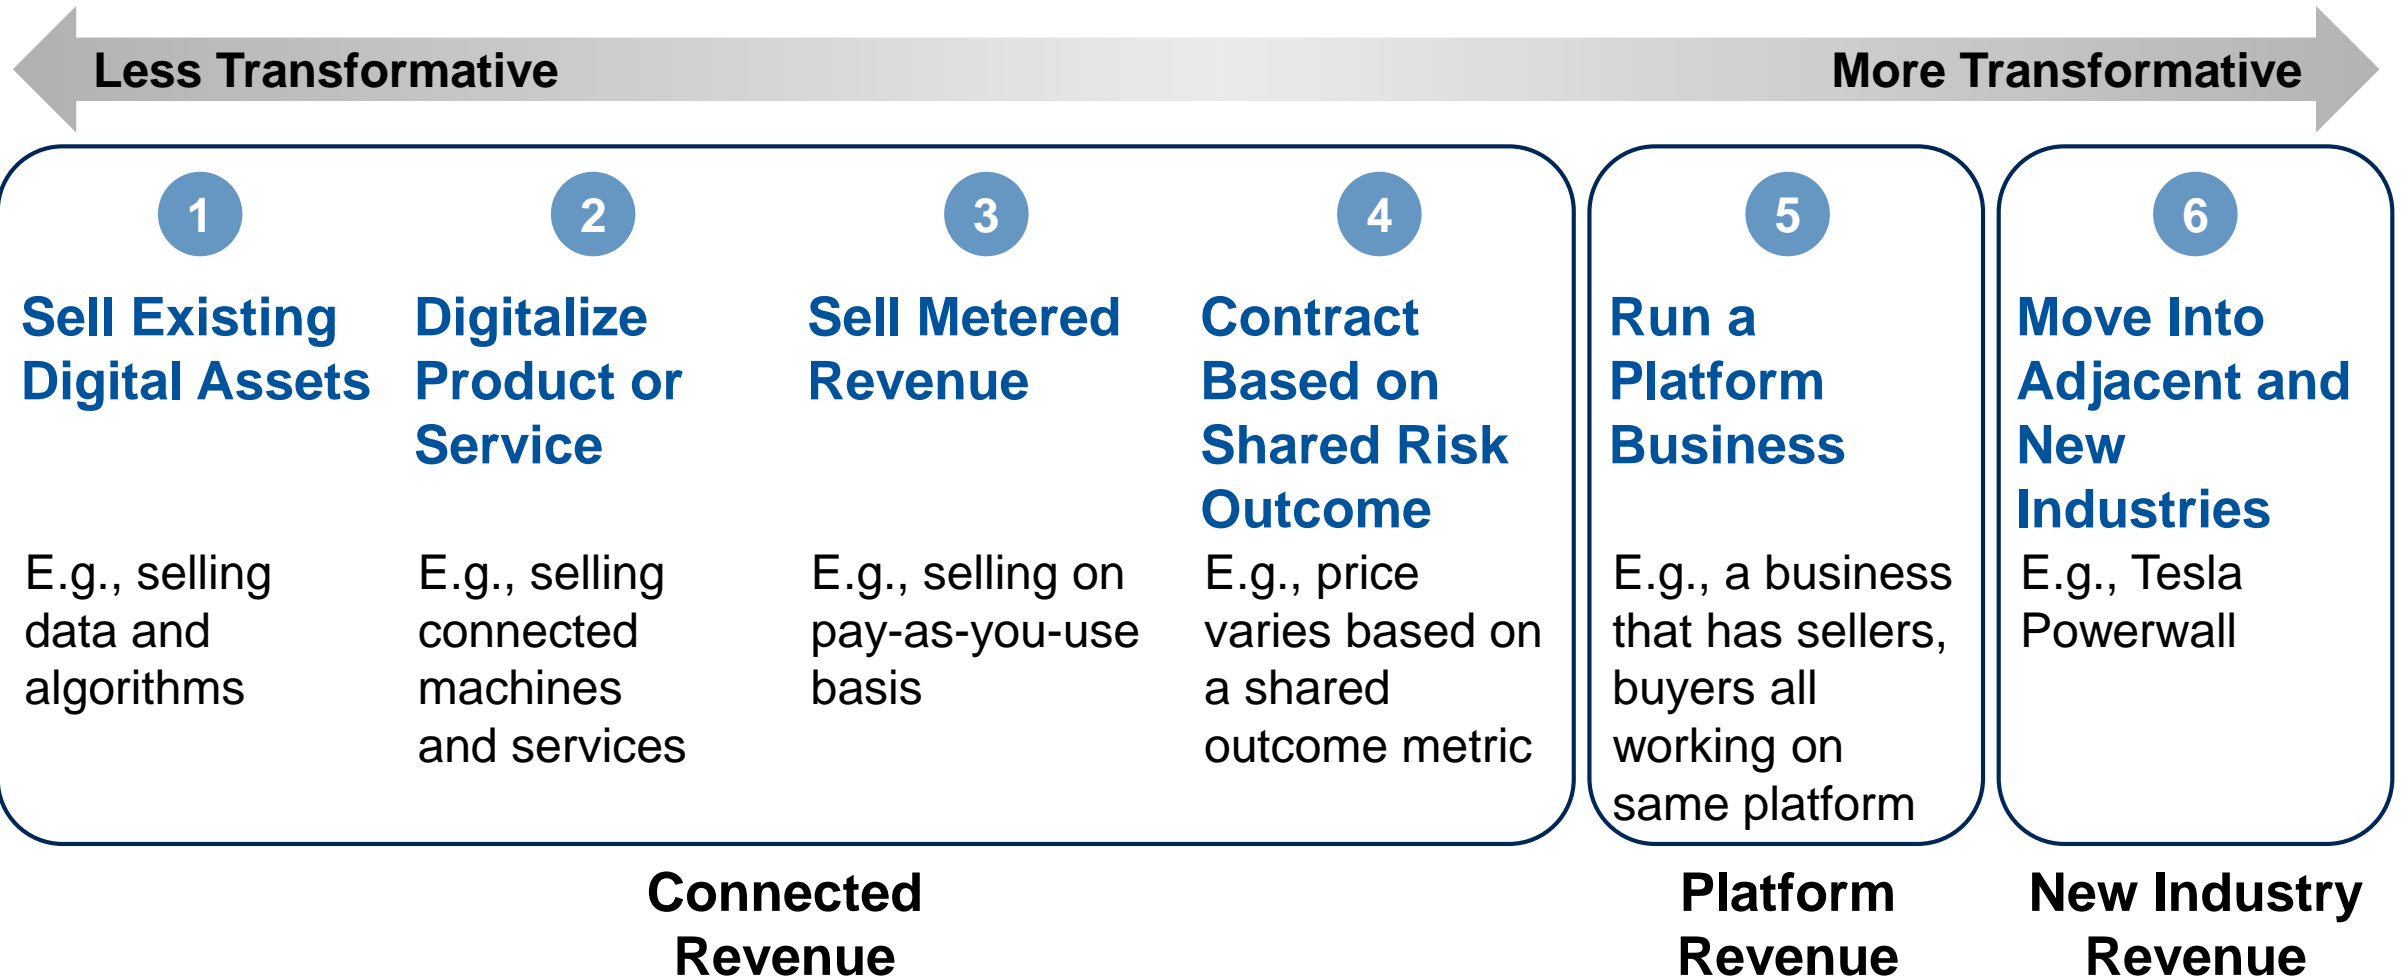 Less Transformative
More Transformative
1
Sell Existing
Digital Assets
E.g., selling
data and
algorithms
2
Digitalize
Product or
Service
E.g., selling
connected
machines
and services
3
Sell Metered
Revenue
E.g., selling on
pay-as-you-use
basis
4
Contract
Based on
Shared Risk
Outcome
E.g., price
varies based on
a shared
outcome metric
5
Run a
Platform
Business
E.g., a business
that has sellers,
buyers all
working on
same platform
6
Move Into
Adjacent and
New
Industries
E.g., Tesla
Powerwall
Connected
Revenue
Platform
Revenue
New Industry
Revenue